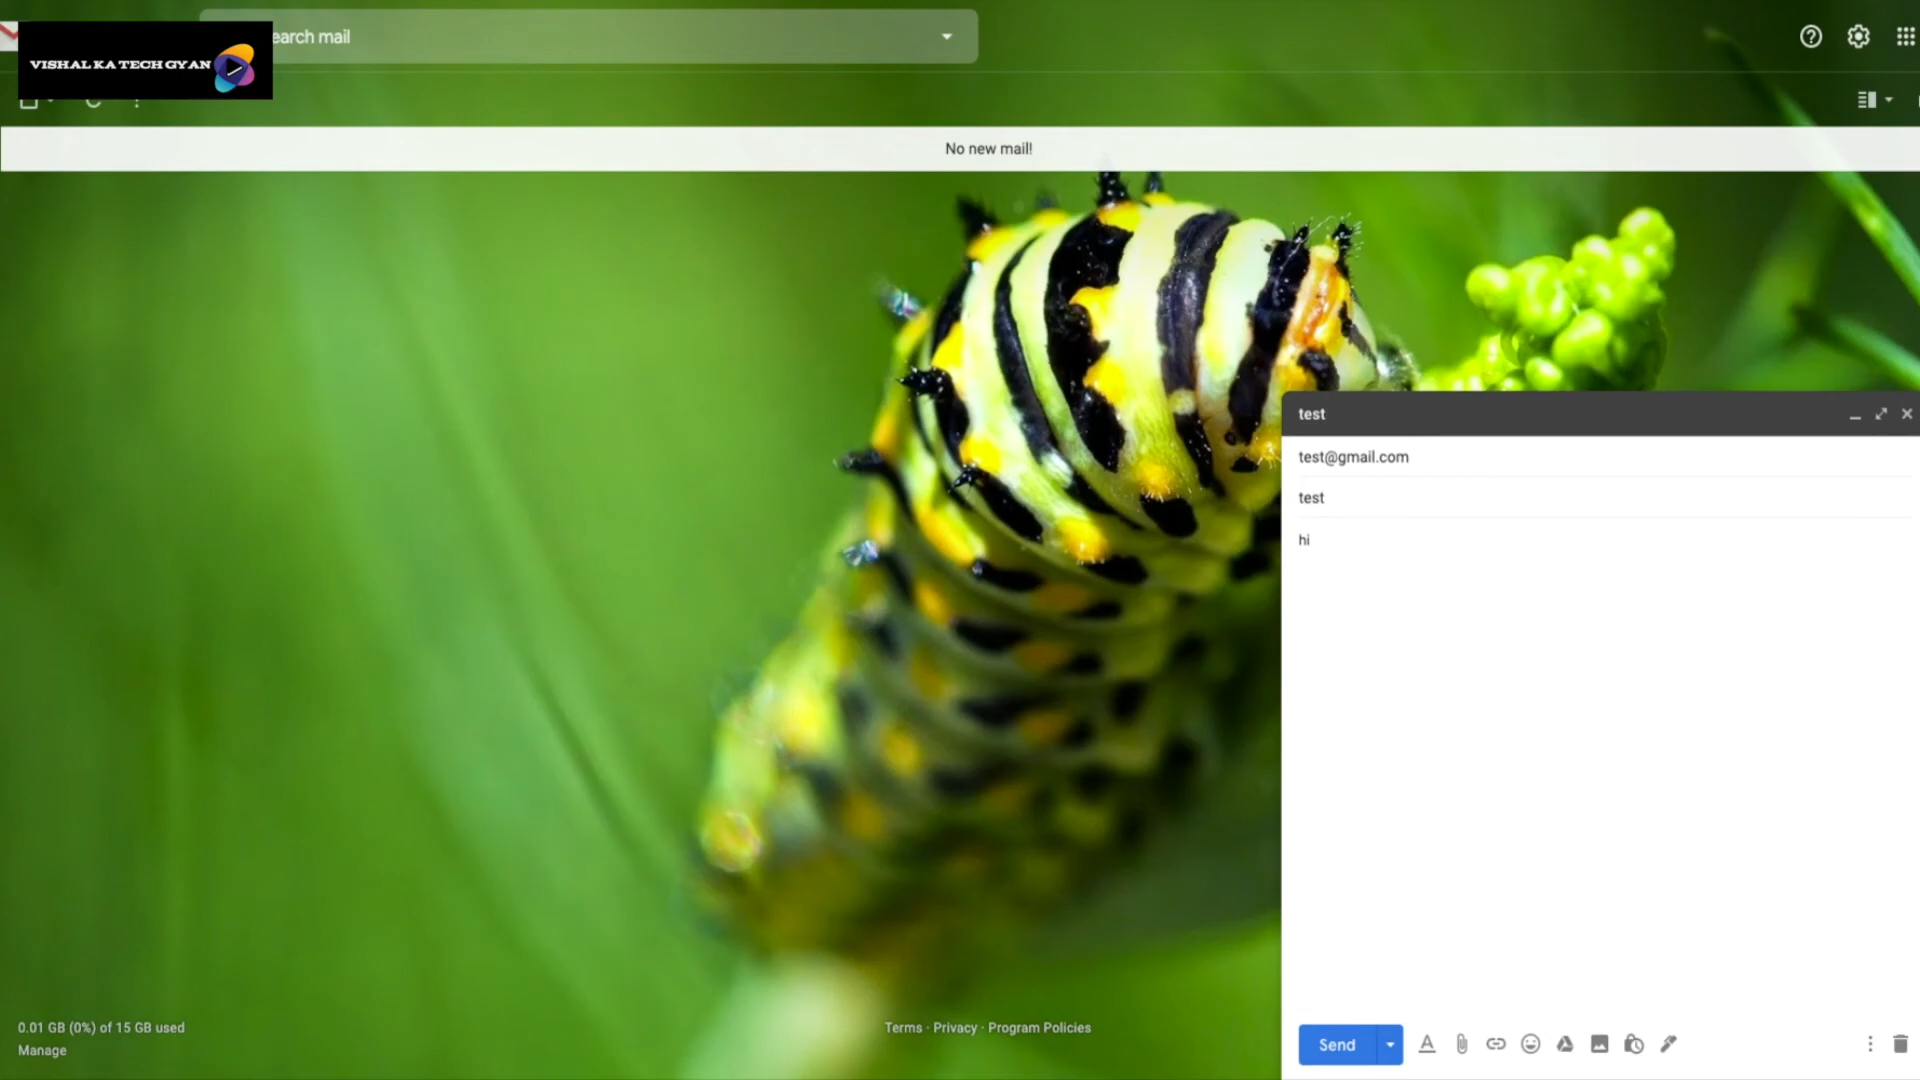 earch mail
VISHAL KA TECH GYAN
No new mail!
test
test@gmail.com
test
hi
0.01 GB (0%) of 15 GB used
Manage
Terms · Privacy · Program Policies
Send